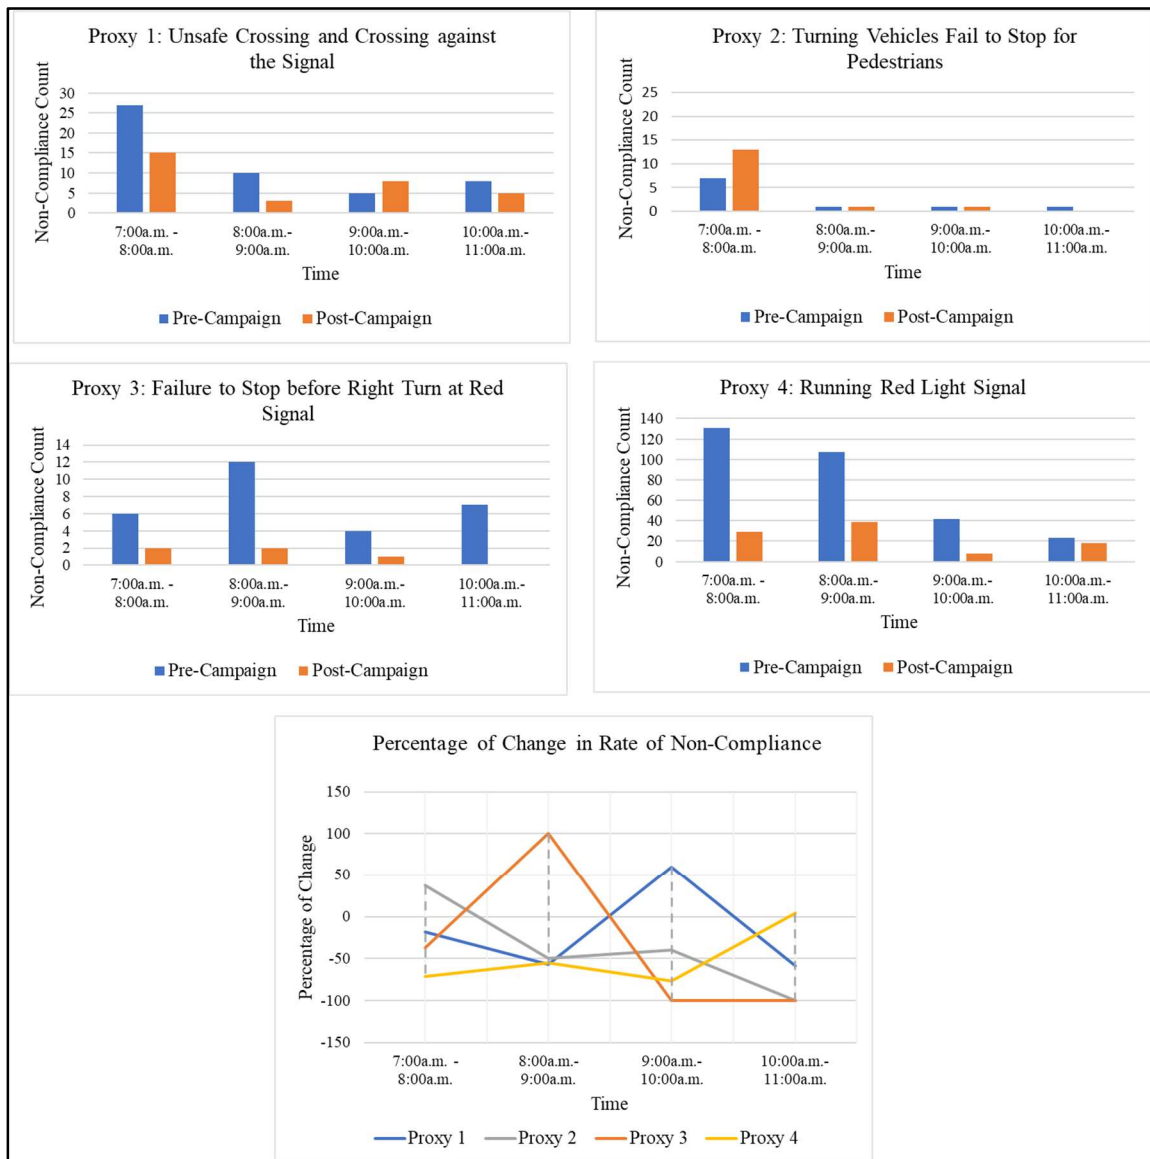 Proxy 1: Unsafe Crossing and Crossing against
the Signal
Non-Compliance Count
30
25
20
15
10
5
0
7:00a.m. - 8:00a.m.- 9:00a.m.- 10:00a.m.-
8:00a.m. 9:00a.m. 10:00a.m. 11:00a.m.
Time
Pre-Campaign Post-Campaign
Proxy 2: Turning Vehicles Fail to Stop for
Pedestrians
Non-Compliance Count
25
20
15
10
5
0
7:00a.m. - 8:00a.m.- 9:00a.m.- 10:00a.m.-
8:00a.m. 9:00a.m. 10:00a.m. 11:00a.m.
Time
Pre-Campaign Post-Campaign
Proxy 3: Failure to Stop before Right Turn at Red
Signal
Non-Compliance Count
14
12
10
8
6
4
2
0
7:00a.m. - 8:00a.m.- 9:00a.m.- 10:00a.m.-
8:00a.m. 9:00a.m. 10:00a.m. 11:00a.m.
Time
Pre-Campaign Post-Campaign
Proxy 4: Running Red Light Signal
Non-Compliance Count
140
120
100
80
60
40
20
0
7:00a.m. - 8:00a.m.- 9:00a.m.- 10:00a.m.-
8:00a.m. 9:00a.m. 10:00a.m. 11:00a.m.
Time
Pre-Campaign Post-Campaign
Percentage of Change in Rate of Non-Compliance
Percentage of Change
150
100
50
0
-50
-100
-150
7:00a.m. - 8:00a.m.- 9:00a.m.- 10:00a.m.-
8:00a.m. 9:00a.m. 10:00a.m. 11:00a.m.
Time
Proxy 1 Proxy 2 Proxy 3 Proxy 4